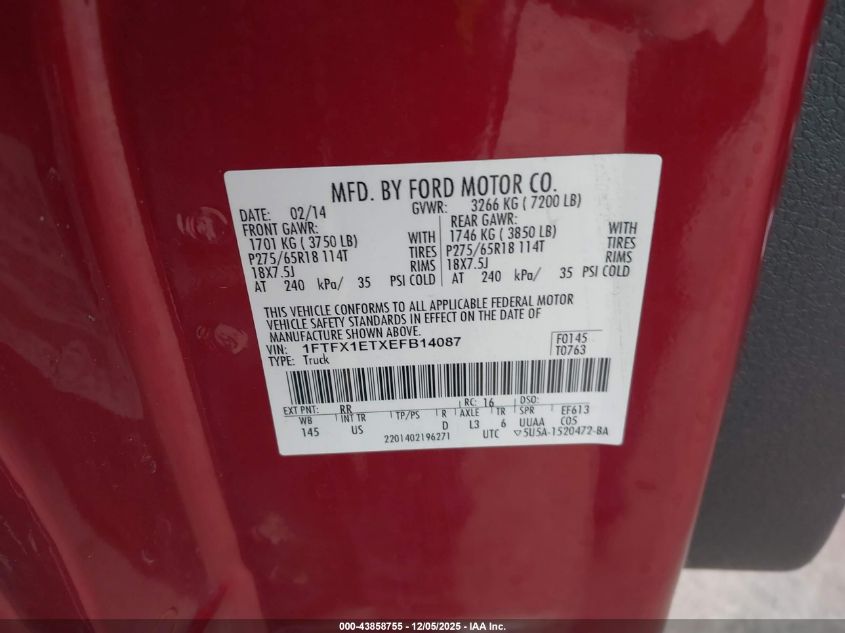 MFD. BY FORD MOTOR CO.
DATE: 02/14 GVWR: 3266 KG ( 7200 LB)
FRONT GAWR: REAR GAWR:
1701 KG ( 3750 LB) WITH 1746 KG ( 3850 LB) WITH
P275/65R18 114T TIRES P275/65R18 114T TIRES
18X7.5J RIMS 18X7.5J RIMS
AT 240 kPa/ 35 PSI COLD AT 240 kPa/ 35 PSI COLD
THIS VEHICLE CONFORMS TO ALL APPLICABLE FEDERAL MOTOR
VEHICLE SAFETY STANDARDS IN EFFECT ON THE DATE OF
MANUFACTURE SHOWN ABOVE.
VIN: 1FTFX1ETXEFB14087 F0145
TYPE: Truck T0763
EXT PNT: RR RC: 16 DSO:
WB INT TR TP/PS R AXLE TR SPR EF613
145 US D L3 6 UUAA COS
2201402196271 UTC ▽5U5A-1520472-BA
000-43858755 - 12/05/2025 - IAA Inc.